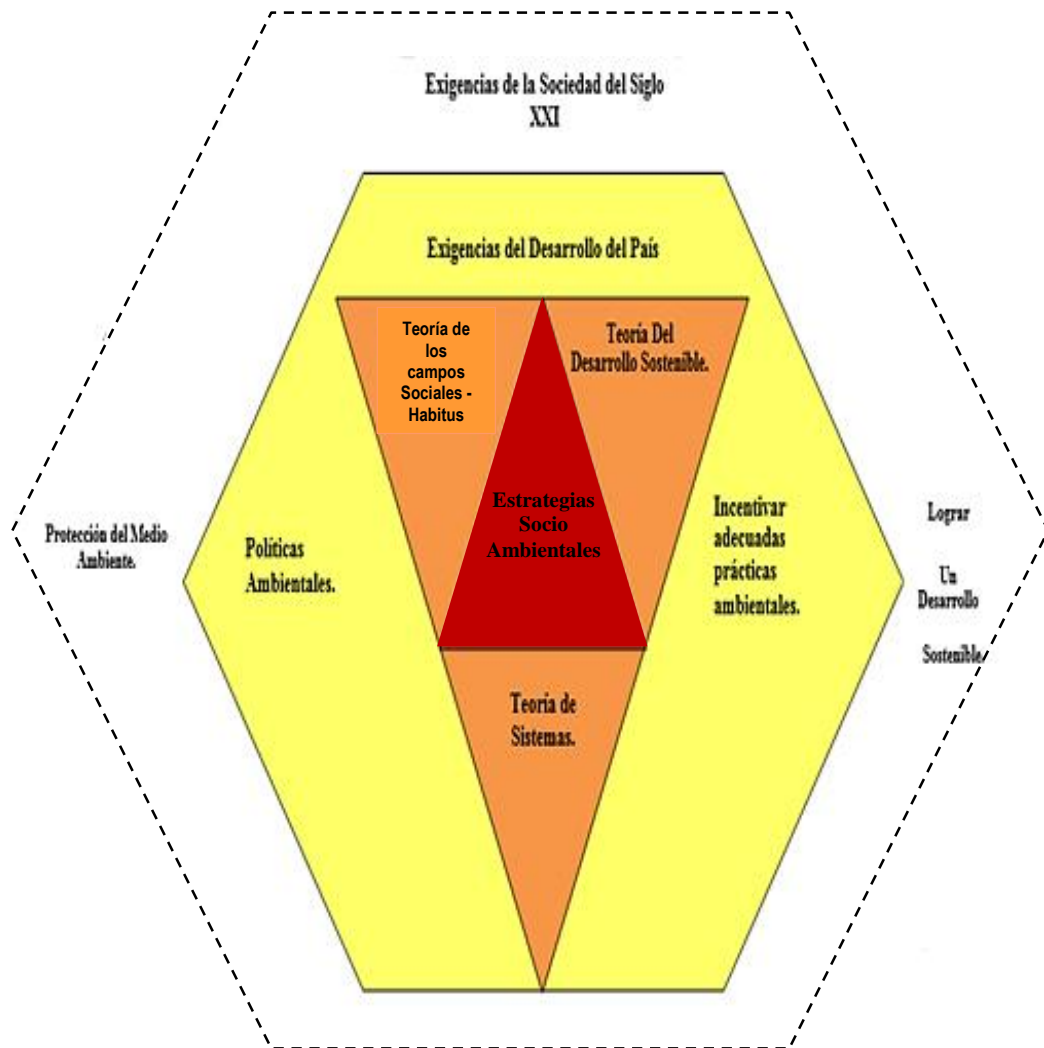 Exigencias de la Sociedad del Siglo
XXI
Exigencias del Desarrollo del País
Teoría de
los
campos
Sociales -
Habitus
Teoría Del
Desarrollo Sostenible.
Estrategias
Socio
Ambientales
Protección del Medio
Ambiente.
Políticas
Ambientales.
Incentivar
adecuadas
prácticas
ambientales.
Lograr
Un
Desarrollo
Sostenible.
Teoría de
Sistemas.